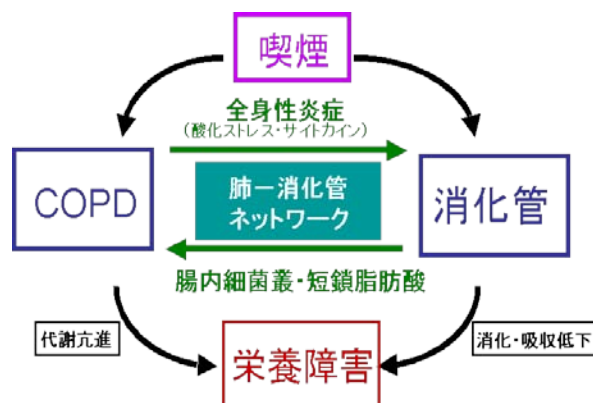 喫煙
全身性炎症
(酸化ストレス・サイトカイン)
COPD
肺ー消化管
ネットワーク
消化管
腸内細菌叢・短鎖脂肪酸
代謝亢進
栄養障害
消化・吸収低下